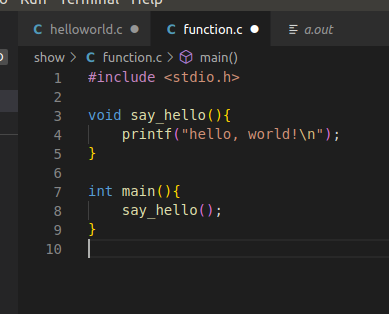 Run Terminal Help
C helloworld.c ● C function.c ● a.out
show > C function.c > main()
1 #include <stdio.h>
2
3 void say_hello(){
4     printf("hello, world!\n");
5 }
6
7 int main(){
8     say_hello();
9 }
10